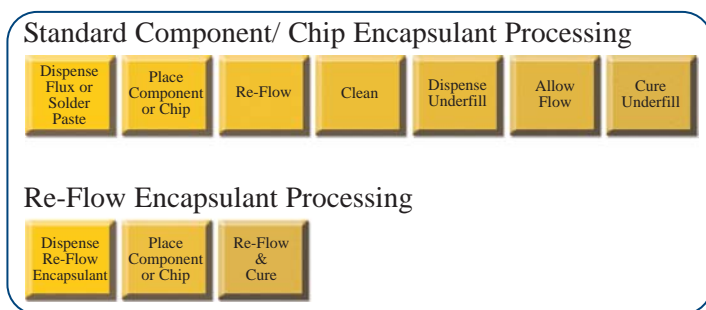 Standard Component/ Chip Encapsulant Processing
Dispense
Flux or
Solder
Paste
Place
Component
or Chip
Re-Flow
Clean
Dispense
Underfill
Allow
Flow
Cure
Underfill
Re-Flow Encapsulant Processing
Dispense
Re-Flow
Encapsulant
Place
Component
or Chip
Re-Flow
&
Cure